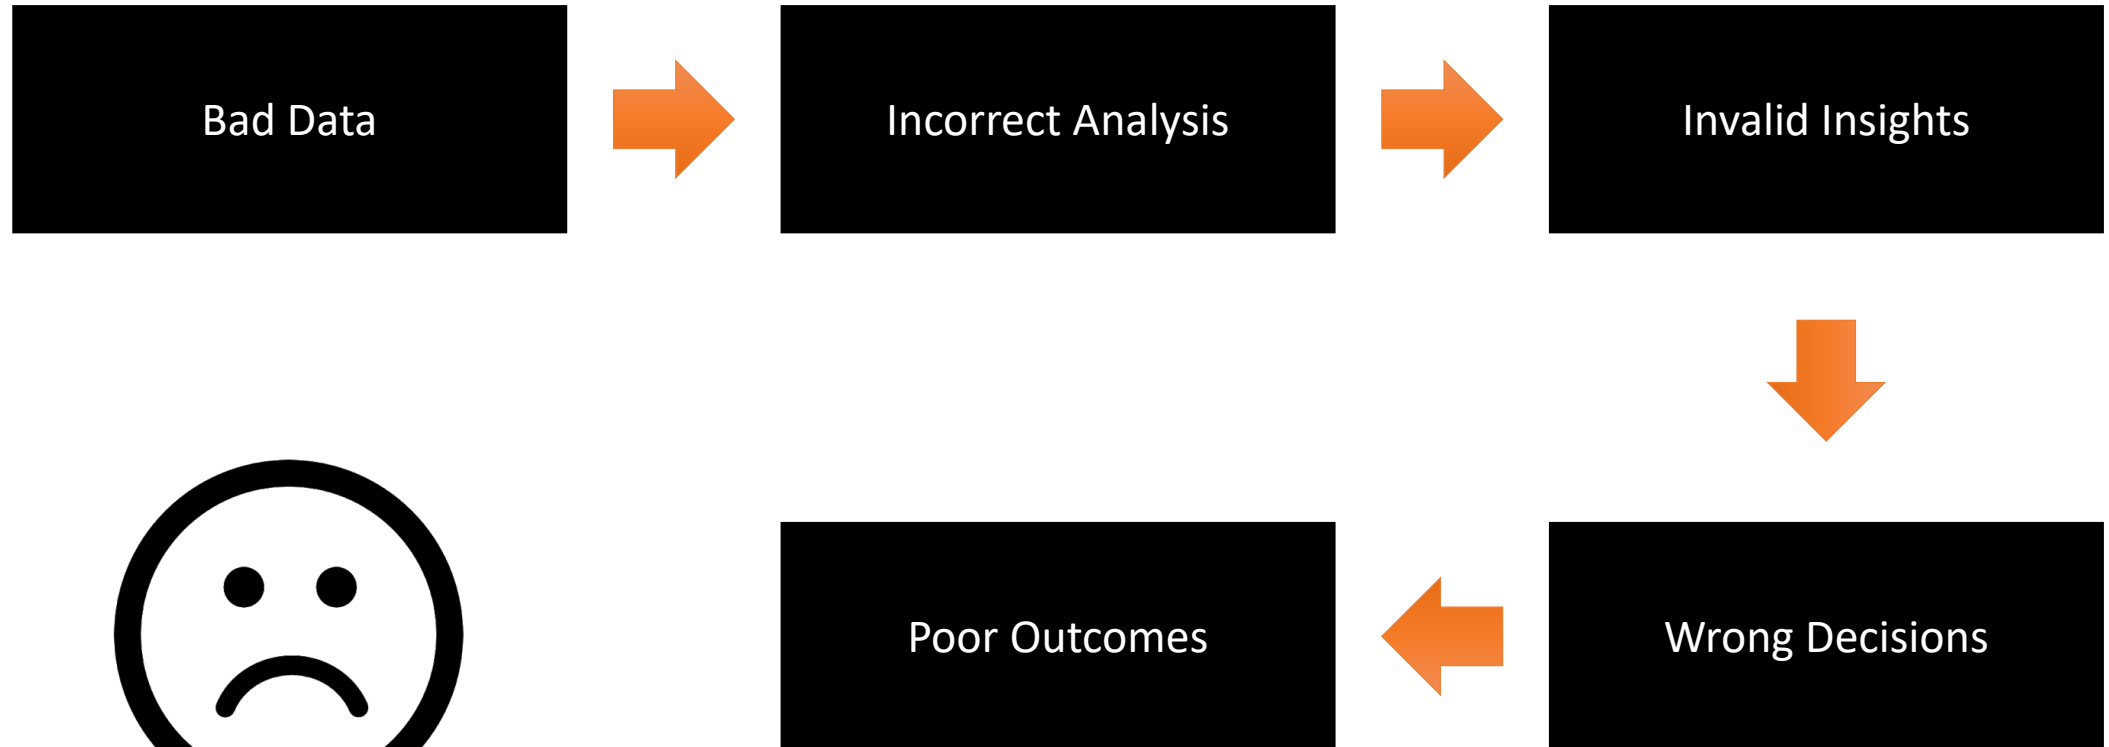 Bad Data
Incorrect Analysis
Invalid Insights
Wrong Decisions
Poor Outcomes